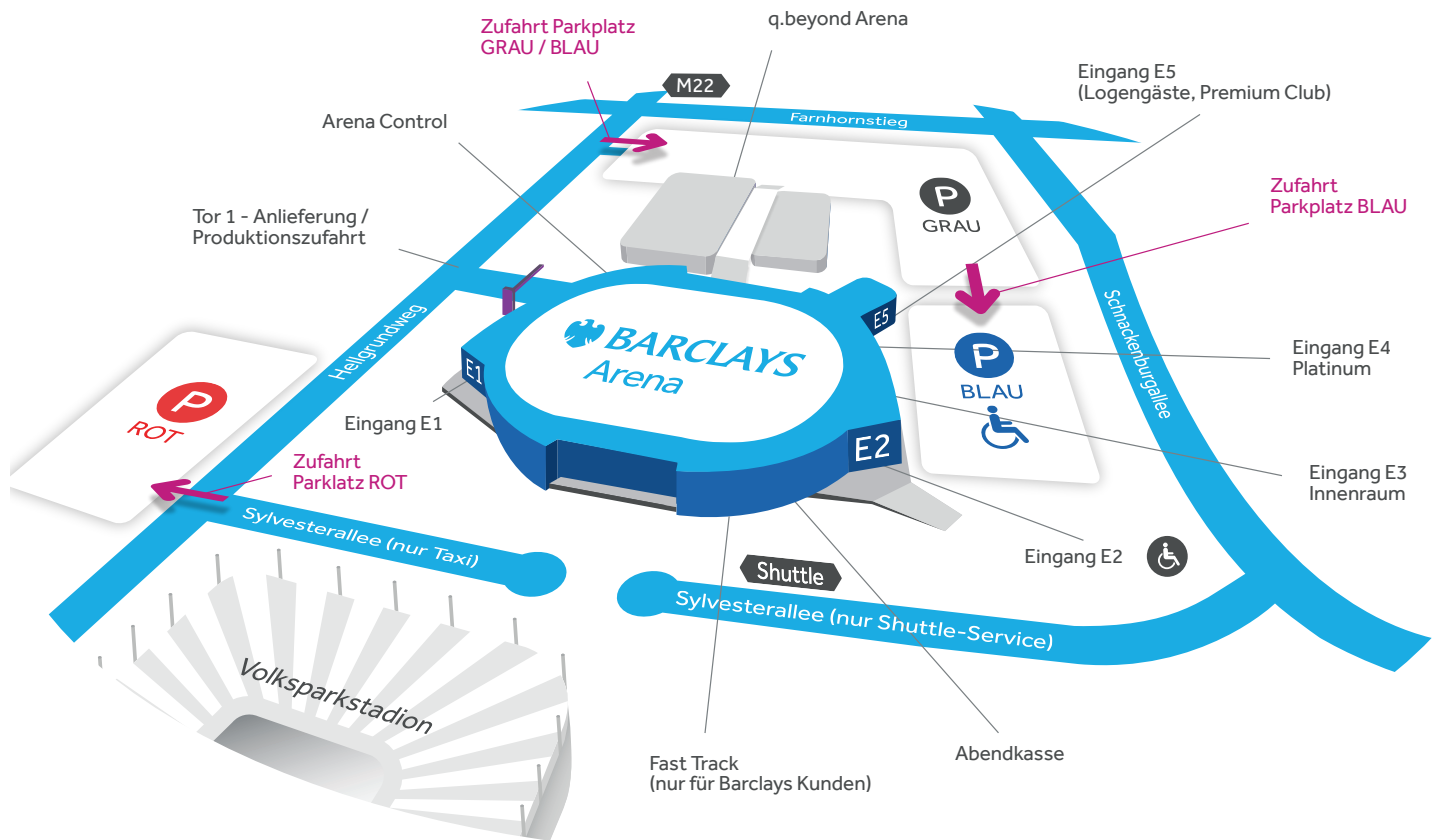 q.beyond Arena
Zufahrt Parkplatz
GRAU / BLAU
M22
Eingang E5
(Logengäste, Premium Club)
Farnhornstieg
Arena Control
Zufahrt
Parkplatz BLAU
P
GRAU
Tor 1 - Anlieferung /
Produktionszufahrt
Schnackenburgallee
Hellgrundweg
E5
BARCLAYS
Arena
P
BLAU
Eingang E4
Platinum
E1
P
ROT
Eingang E1
E2
Zufahrt
Parklatz ROT
Eingang E3
Innenraum
Sylvesterallee (nur Taxi)
Eingang E2
Shuttle
Sylvesterallee (nur Shuttle-Service)
Volksparkstadion
Fast Track
(nur für Barclays Kunden)
Abendkasse